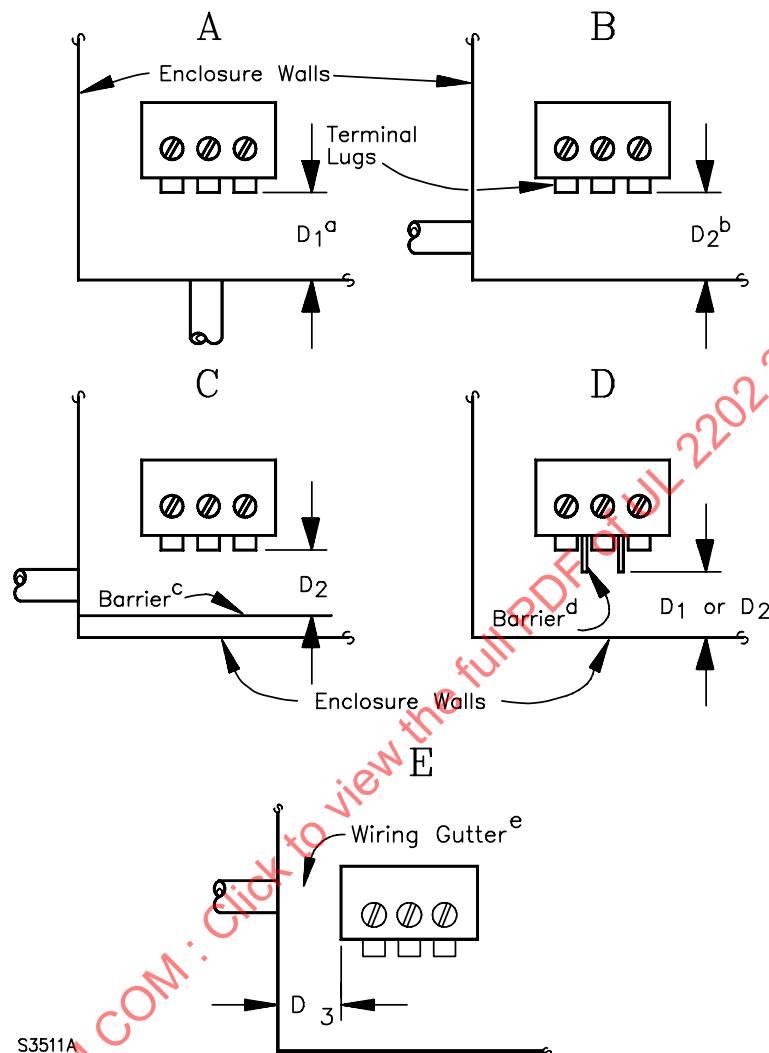 A
B
Enclosure Walls
Terminal
Lugs
D1a
D2b
C
D
D2
Barrierc
Barrierd
D1 or D2
Enclosure Walls
E
Wiring Guttere
D 3
S3511A
COM : Click to view the full PDF of UL 2202